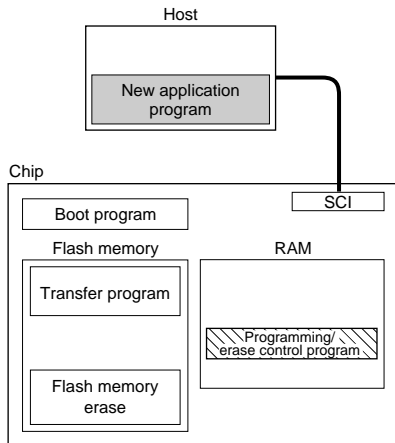 Host
New application
program
Chip
SCI
Boot program
Flash memory
RAM
Transfer program
Programming/
erase control program
Flash memory
erase